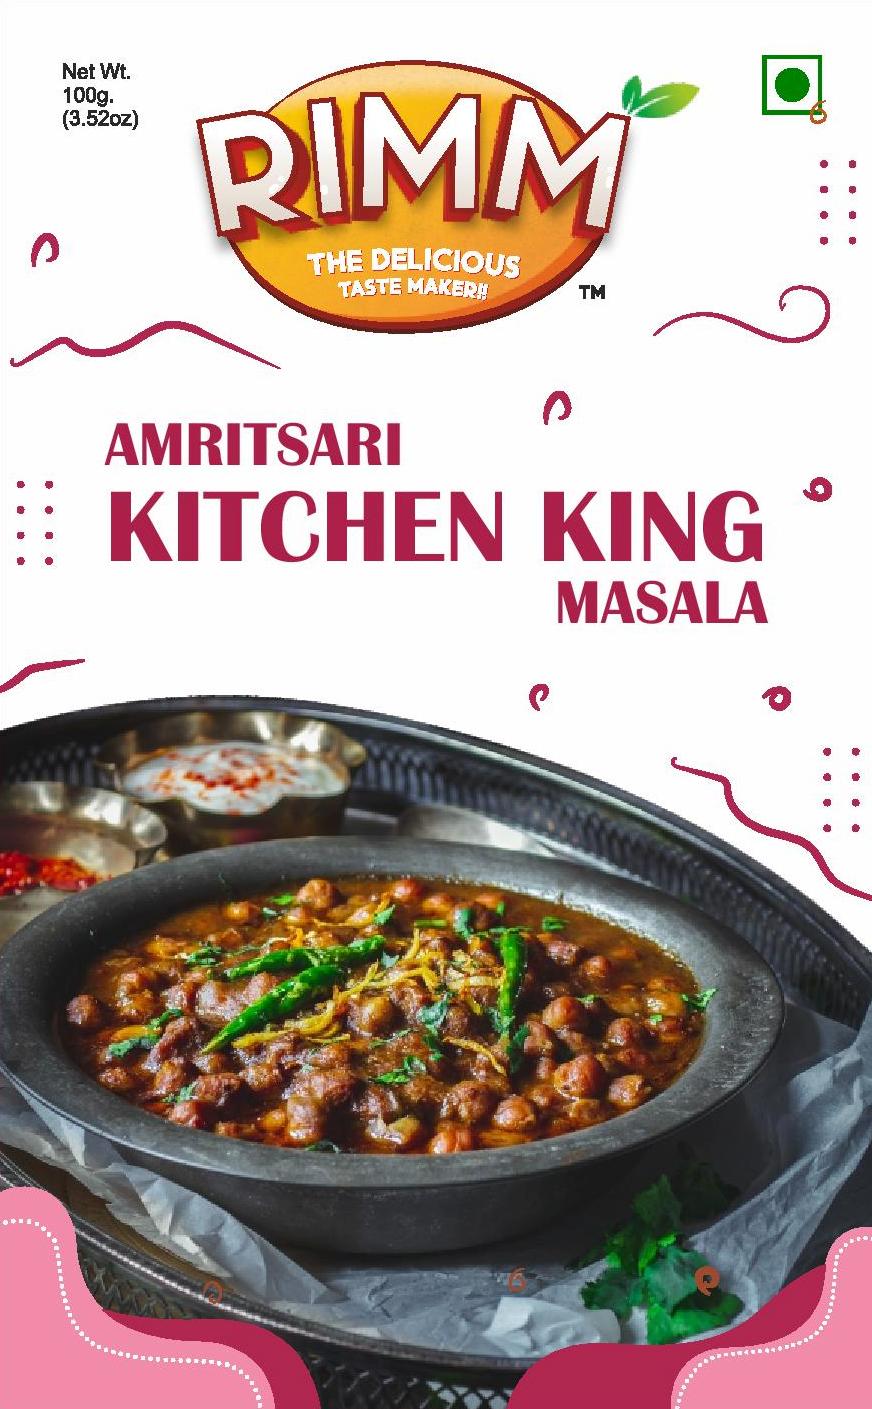 Net Wt.
100g.
(3.52oz)
RIMM
THE DELICIOUS
TASTE MAKER!!
TM
AMRITSARI
KITCHEN KING
MASALA